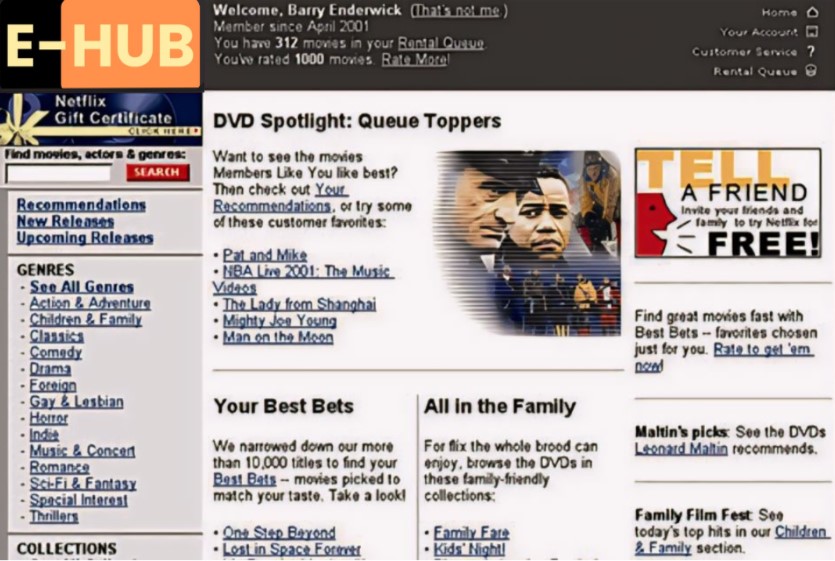 E-HUB
Welcome, Barry Enderwick (That's not me.)
Member since April 2001
You have 312 movies in your Rental Queue.
You've rated 1000 movies. Rate More!
Home
Your Account
Customer Service ?
Rental Queue
Netflix
Gift Certificate
CLICK HERE
Find movies, actors & genres:
SEARCH
Recommendations
New Releases
Upcoming Releases
GENRES
- See All Genres
- Action & Adventure
- Children & Family
- Classics
- Comedy
- Drama
- Foreign
- Gay & Lesbian
- Horror
- Indie
- Music & Concert
- Romance
- Sci-Fi & Fantasy
- Special Interest
- Thrillers
COLLECTIONS
DVD Spotlight: Queue Toppers
Want to see the movies
Members Like You like best?
Then check out Your
Recommendations, or try some
of these customer favorites:
• Pat and Mike
• NBA Live 2001: The Music
Videos
• The Lady from Shanghai
• Mighty Joe Young
• Man on the Moon
Your Best Bets
We narrowed down our more
than 10,000 titles to find your
Best Bets -- movies picked to
match your taste. Take a look!
• One Step Beyond
• Lost in Space Forever
All in the Family
For flix the whole brood can
enjoy, browse the DVDs in
these family-friendly
collections:
• Family Fare
• Kids' Night!
TELL
A FRIEND
Invite your friends and
family to try Netflix for
FREE!
Find great movies fast with
Best Bets -- favorites chosen
just for you. Rate to get 'em
now!
Maltin's picks: See the DVDs
Leonard Maltin recommends.
Family Film Fest: See
today's top hits in our Children
& Family section.